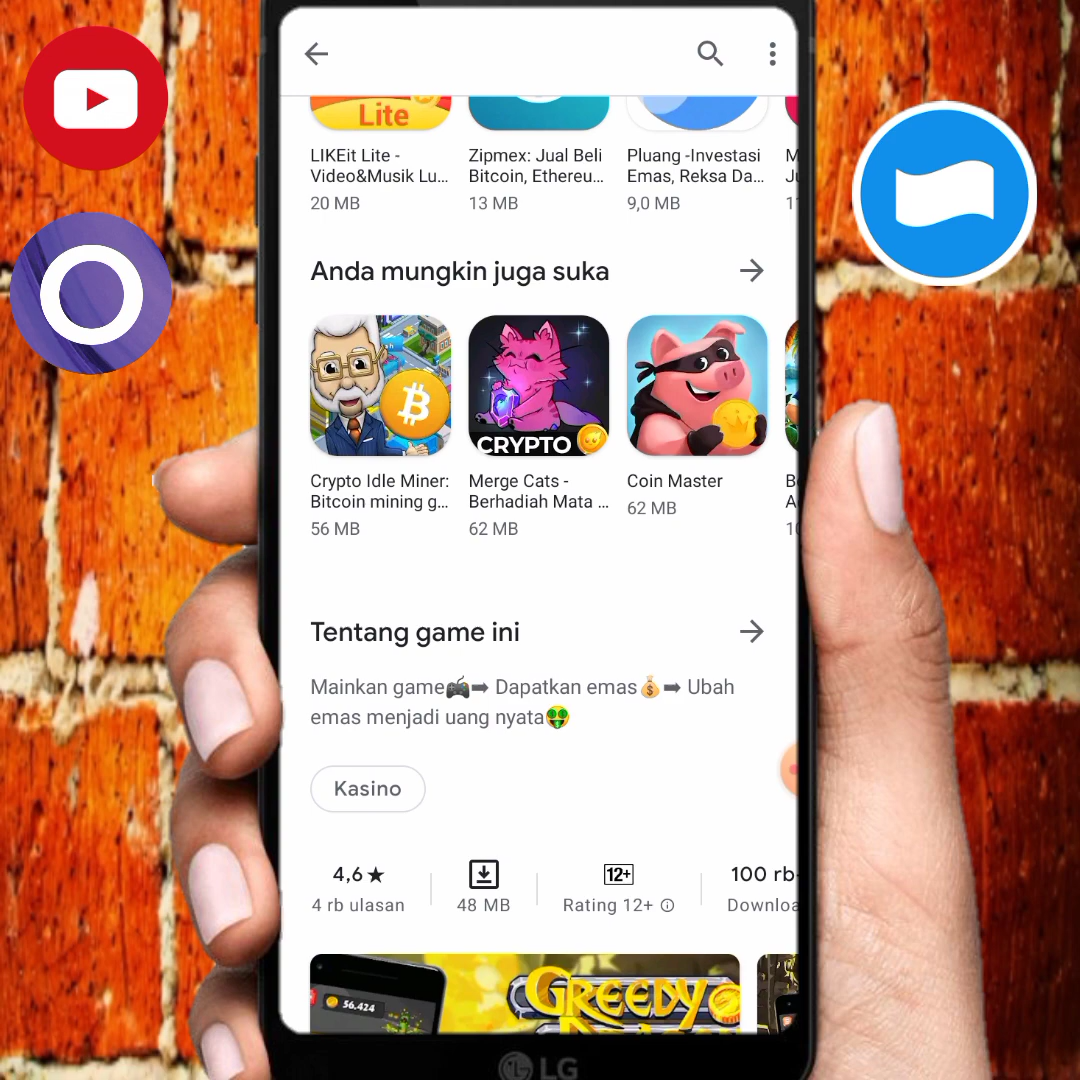 Lite
LIKEit Lite -
Video&Musik Lu...
20 MB
Zipmex: Jual Beli
Bitcoin, Ethereu...
13 MB
Pluang -Investasi
Emas, Reksa Da...
9,0 MB
Anda mungkin juga suka
CRYPTO
Crypto Idle Miner:
Bitcoin mining g...
56 MB
Merge Cats -
Berhadiah Mata ...
62 MB
Coin Master
62 MB
Tentang game ini
Mainkan game🎮➡ Dapatkan emas💰➡ Ubah
emas menjadi uang nyata🤑
Kasino
4,6★
4 rb ulasan
48 MB
12+
Rating 12+
100 rb
Downloa
56.424
GREEDY
LG